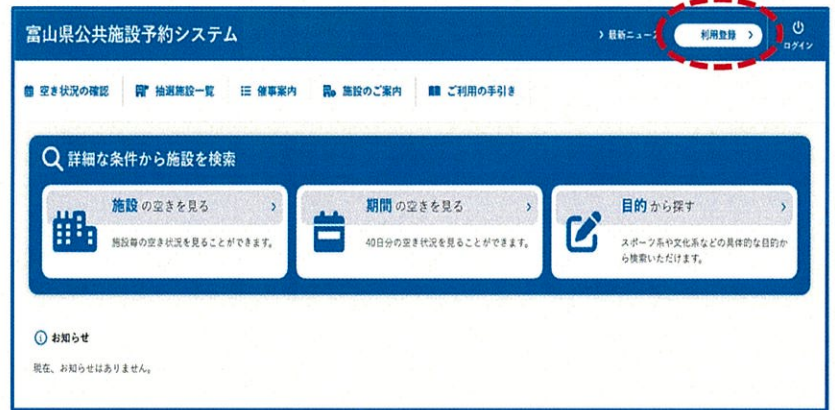 富山県公共施設予約システム
> 最新ニュース
利用登録 >
ログイン
空き状況の確認
抽選施設一覧
催事案内
施設のご案内
ご利用の手引き
詳細な条件から施設を検索
施設 の空きを見る >
施設毎の空き状況を見ることができます。
期間 の空きを見る >
40日分の空き状況を見ることができます。
目的 から探す >
スポーツ系や文化系などの具体的な目的か
ら検索いただけます。
お知らせ
現在、お知らせはありません。